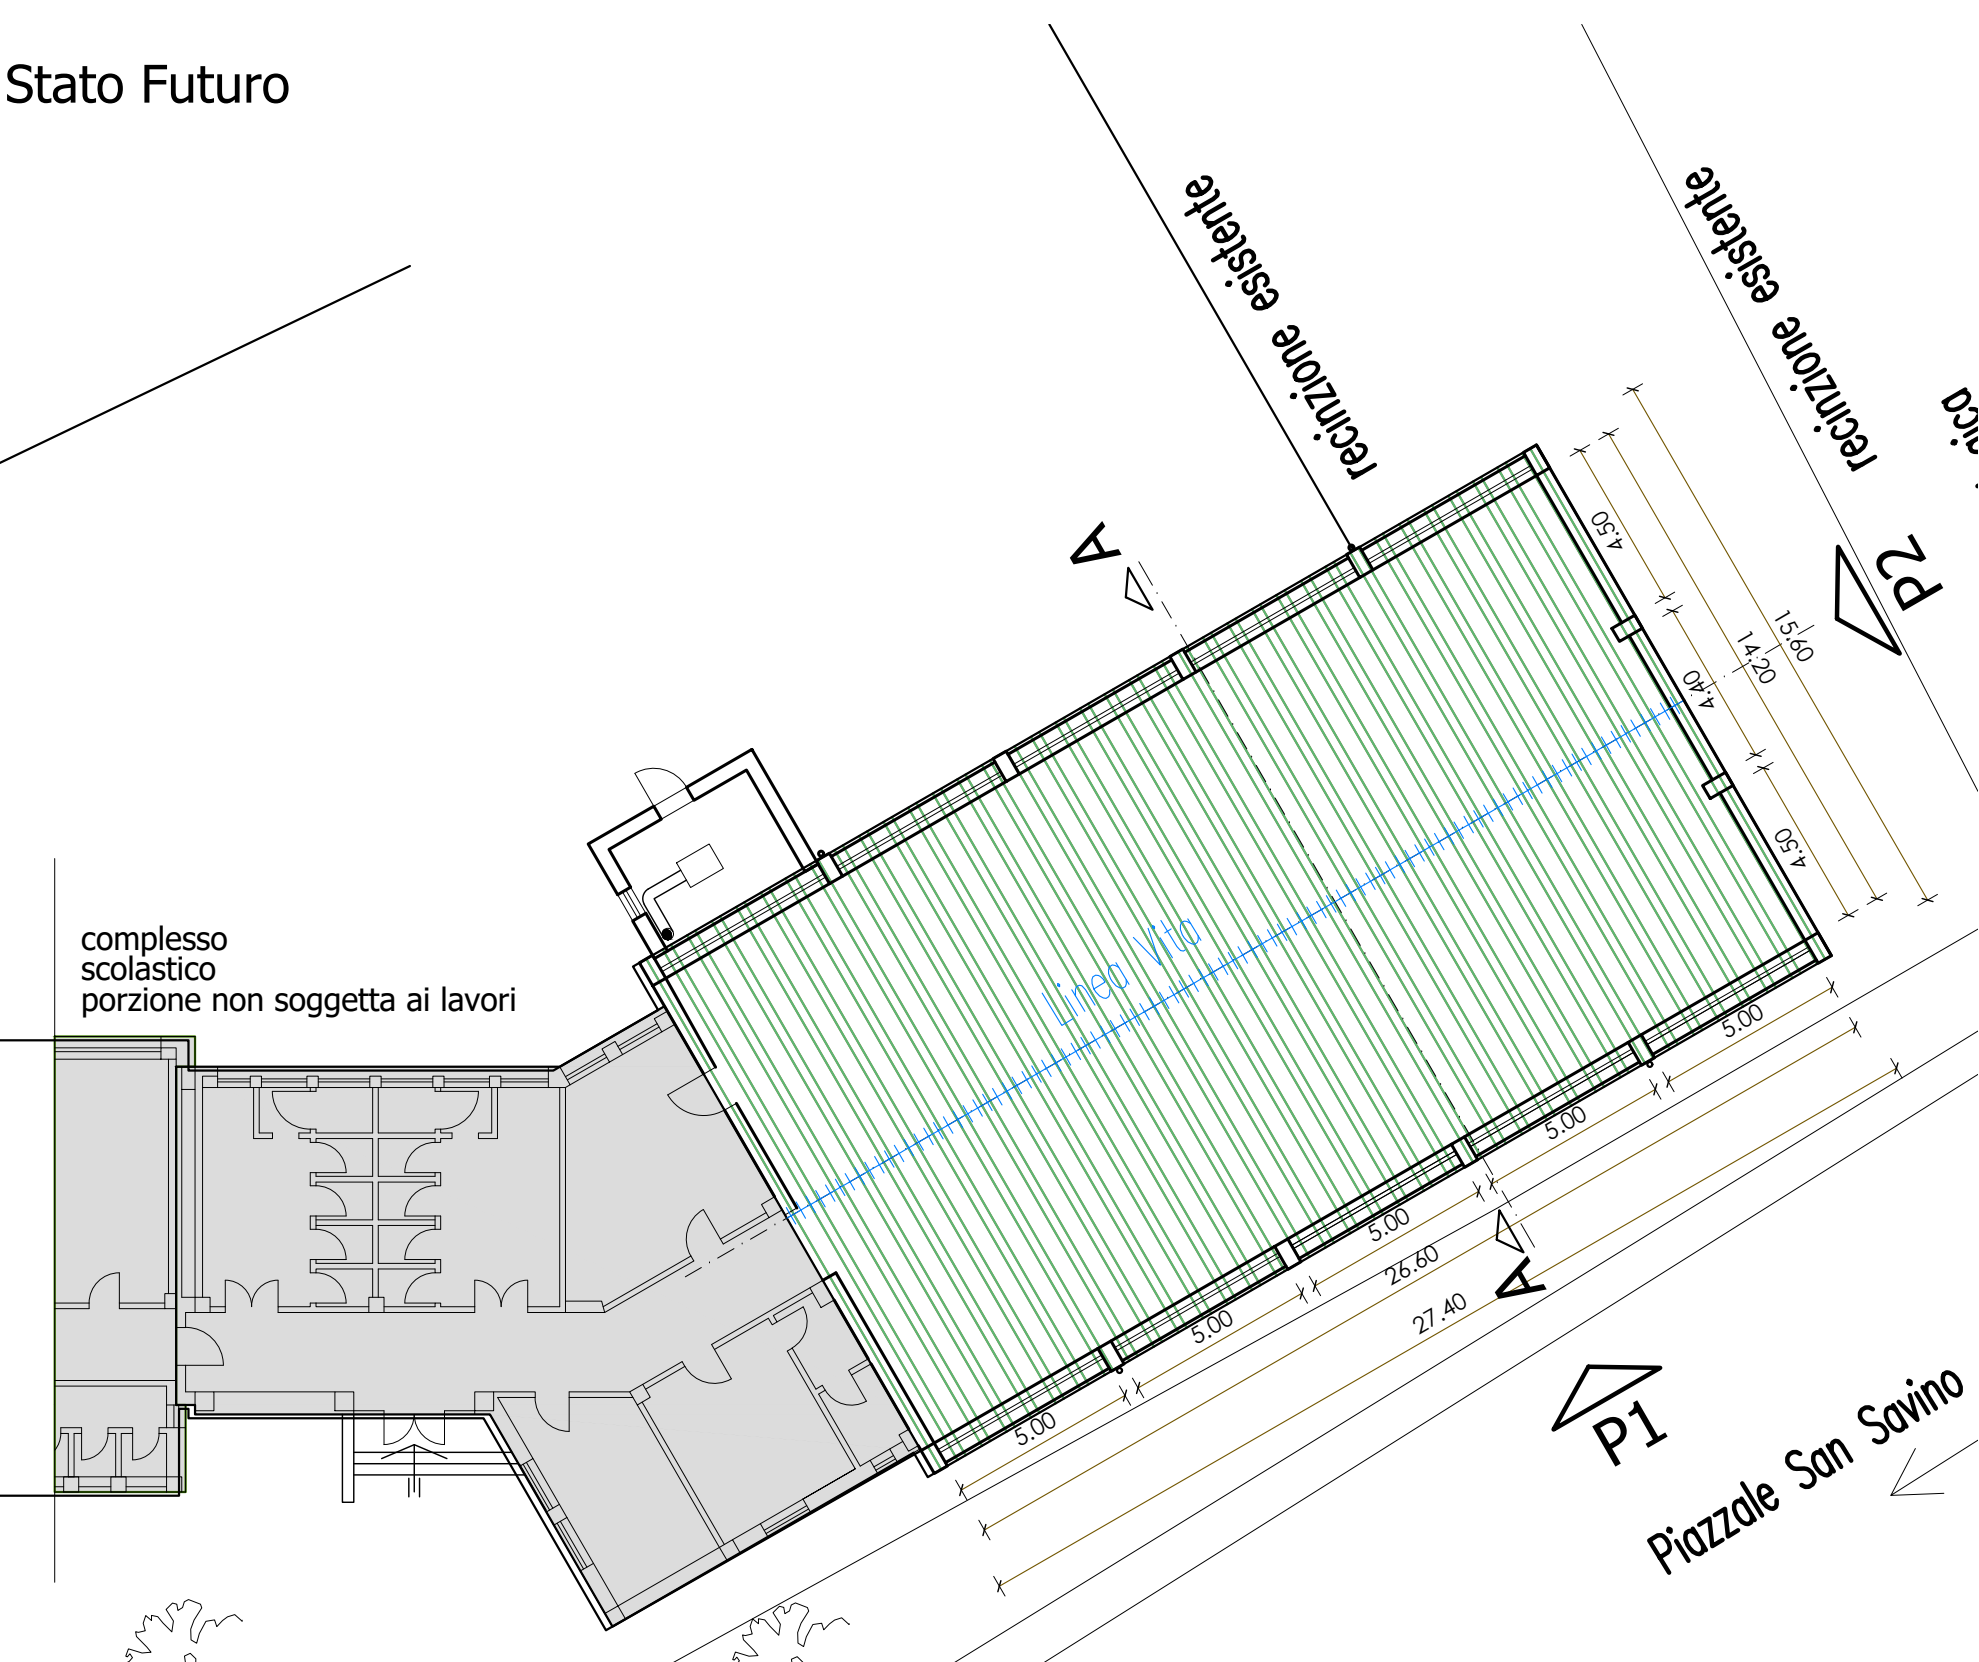 Stato Futuro
recinzione esistente
recinzione esistente
A
P2
4.50
4.40
4.50
14.20
15.60
Linea Vita
complesso
scolastico
porzione non soggetta ai lavori
5.00
5.00
5.00
5.00
5.00
26.60
27.40
A
P1
Piazzale San Savino